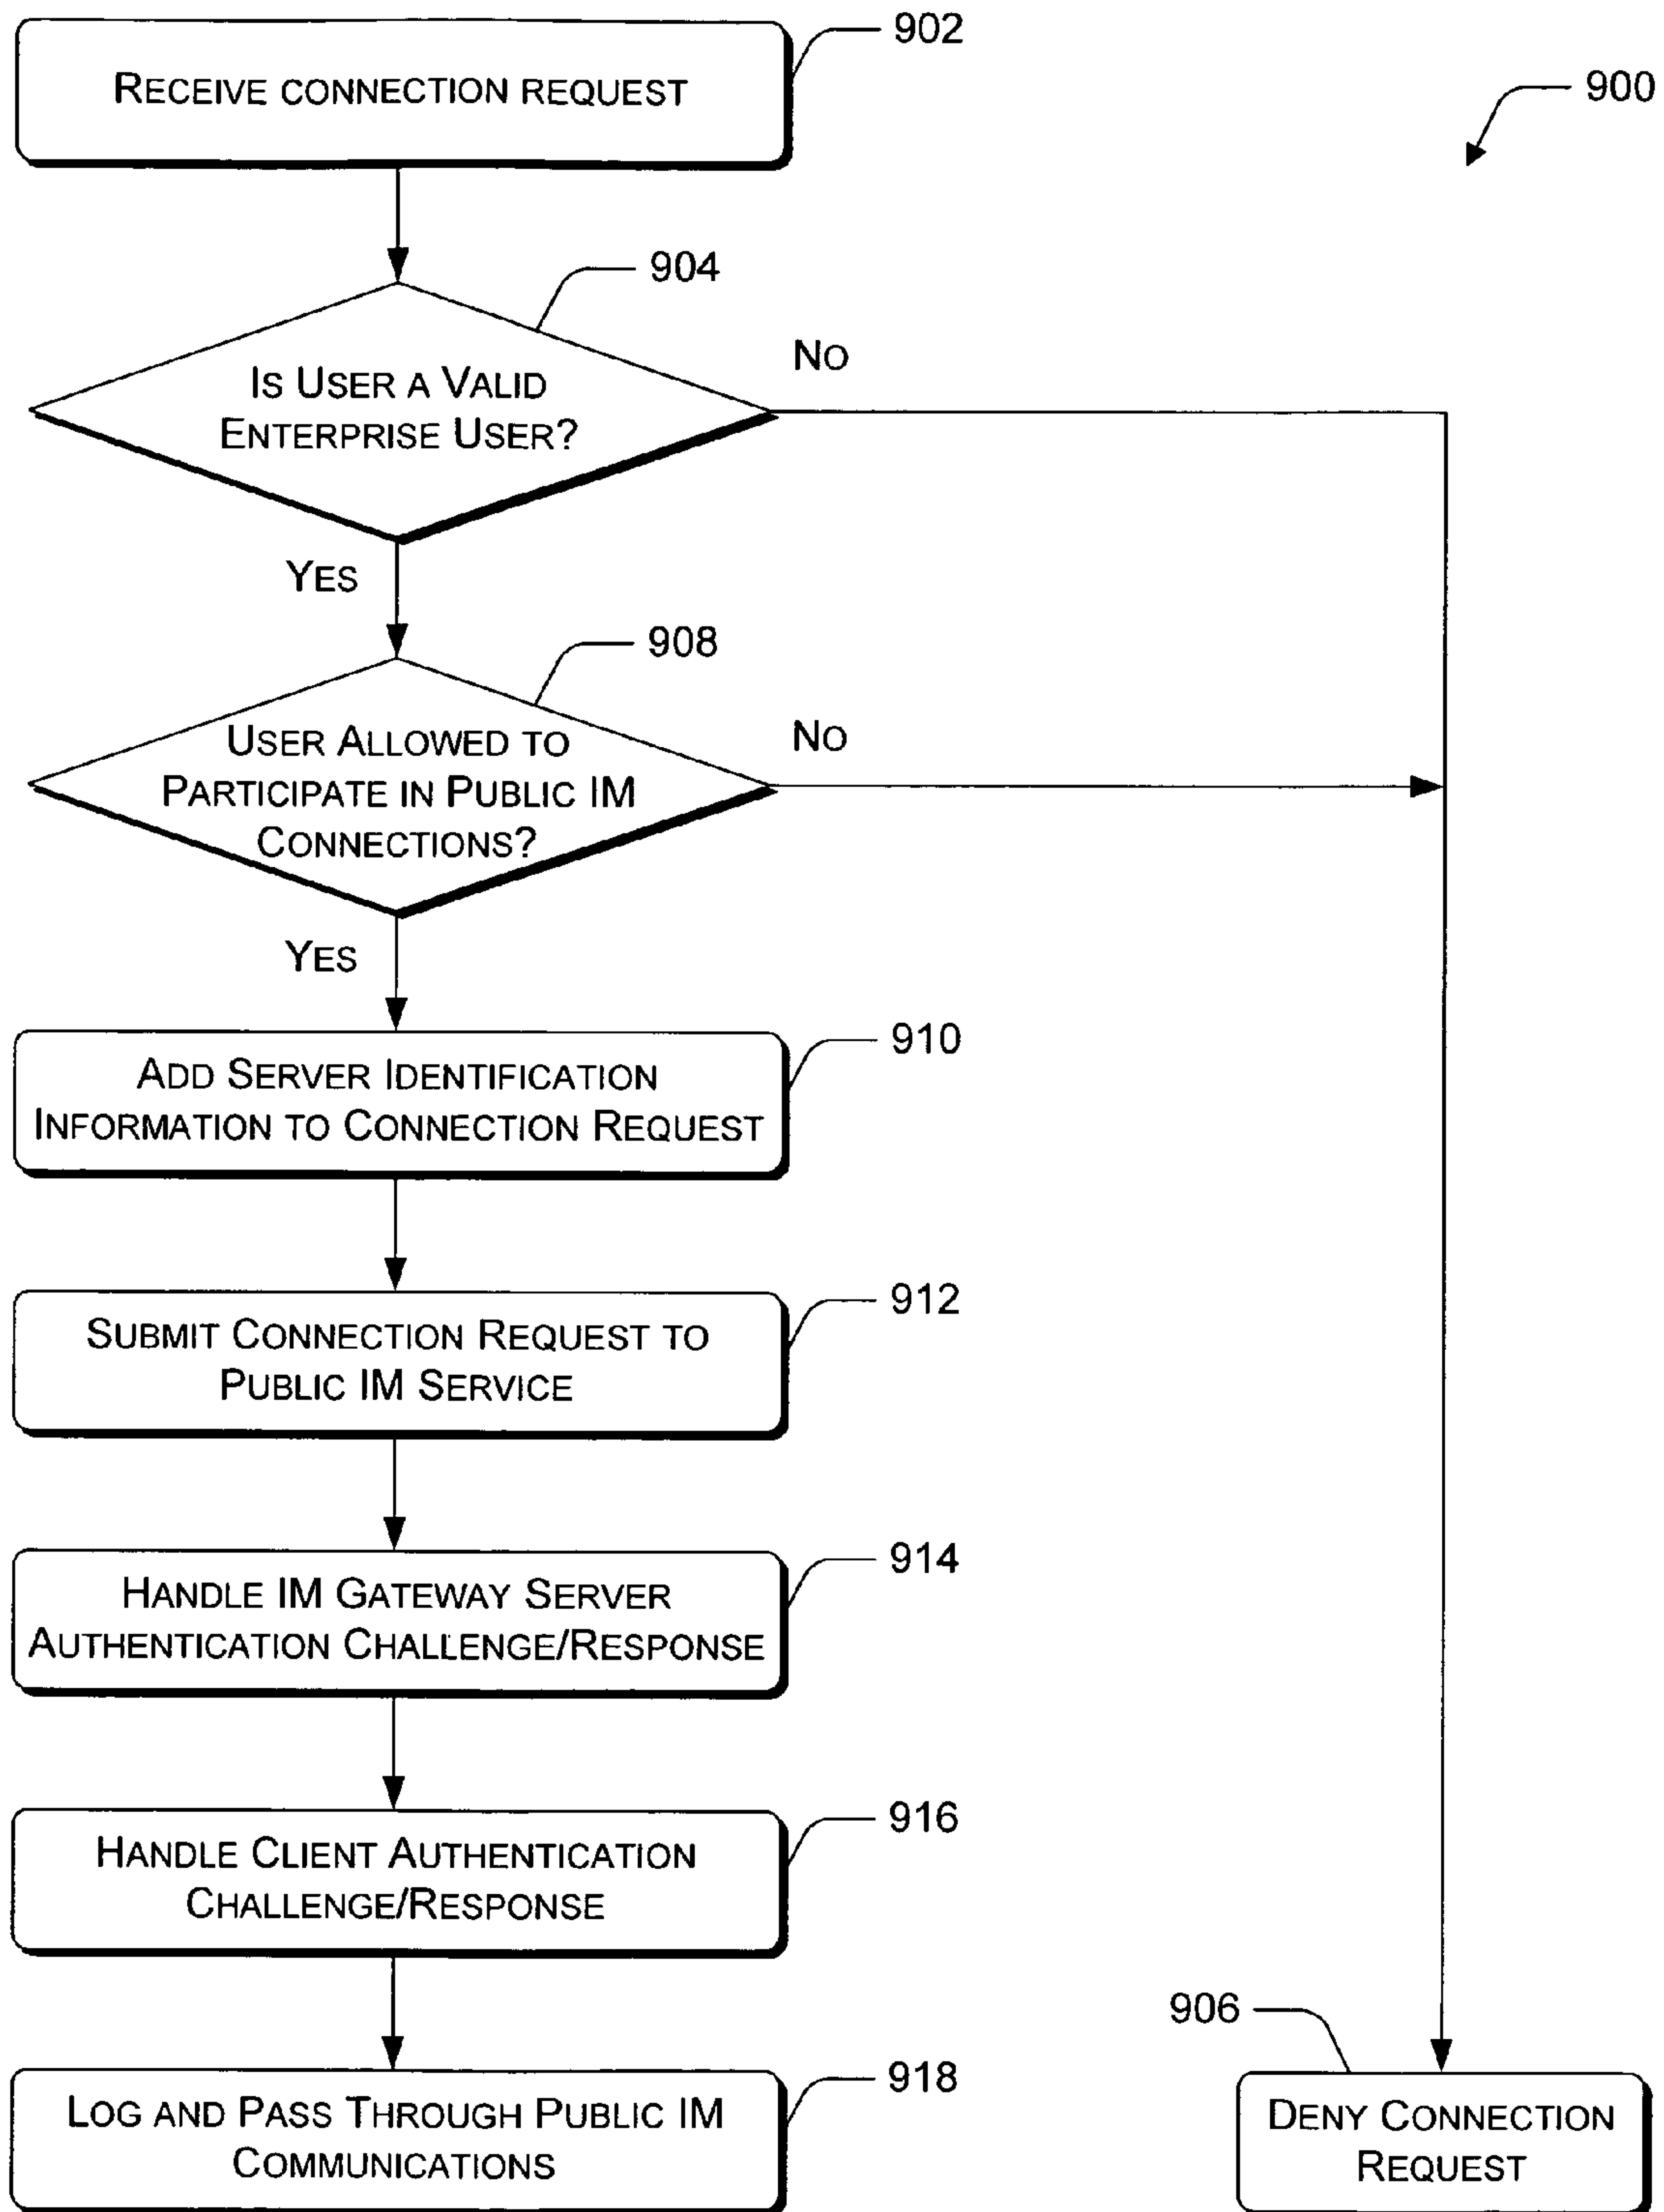 902
RECEIVE CONNECTION REQUEST
900
904
NO
IS USER A VALID
ENTERPRISE USER?
YES
908
NO
USER ALLOWED TO
PARTICIPATE IN PUBLIC IM
CONNECTIONS?
YES
910
ADD SERVER IDENTIFICATION
INFORMATION TO CONNECTION REQUEST
912
SUBMIT CONNECTION REQUEST TO
PUBLIC IM SERVICE
914
HANDLE IM GATEWAY SERVER
AUTHENTICATION CHALLENGE/RESPONSE
916
HANDLE CLIENT AUTHENTICATION
CHALLENGE/RESPONSE
918
LOG AND PASS THROUGH PUBLIC IM
COMMUNICATIONS
906
DENY CONNECTION
REQUEST